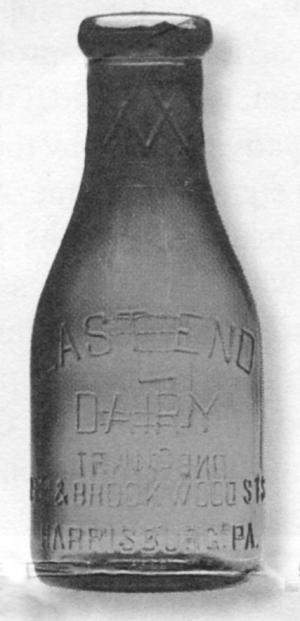 EAST END
DAIRY
& BROOKWOOD STS
HARRISBURG. PA.